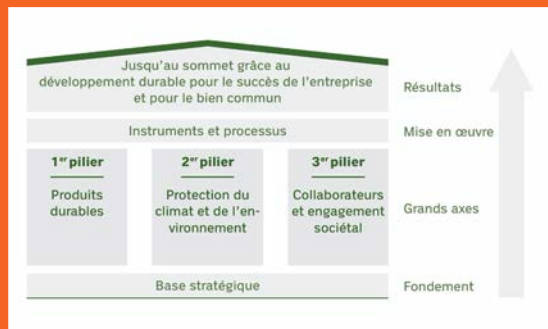 Jusqu'au sommet grâce au
développement durable pour le succès de l'entreprise
et pour le bien commun
Résultats
Instruments et processus
Mise en œuvre
1er pilier
2er pilier
3er pilier
Produits
durables
Protection du
climat et de l'en-
vironnement
Collaborateurs
et engagement
sociétal
Grands axes
Base stratégique
Fondement